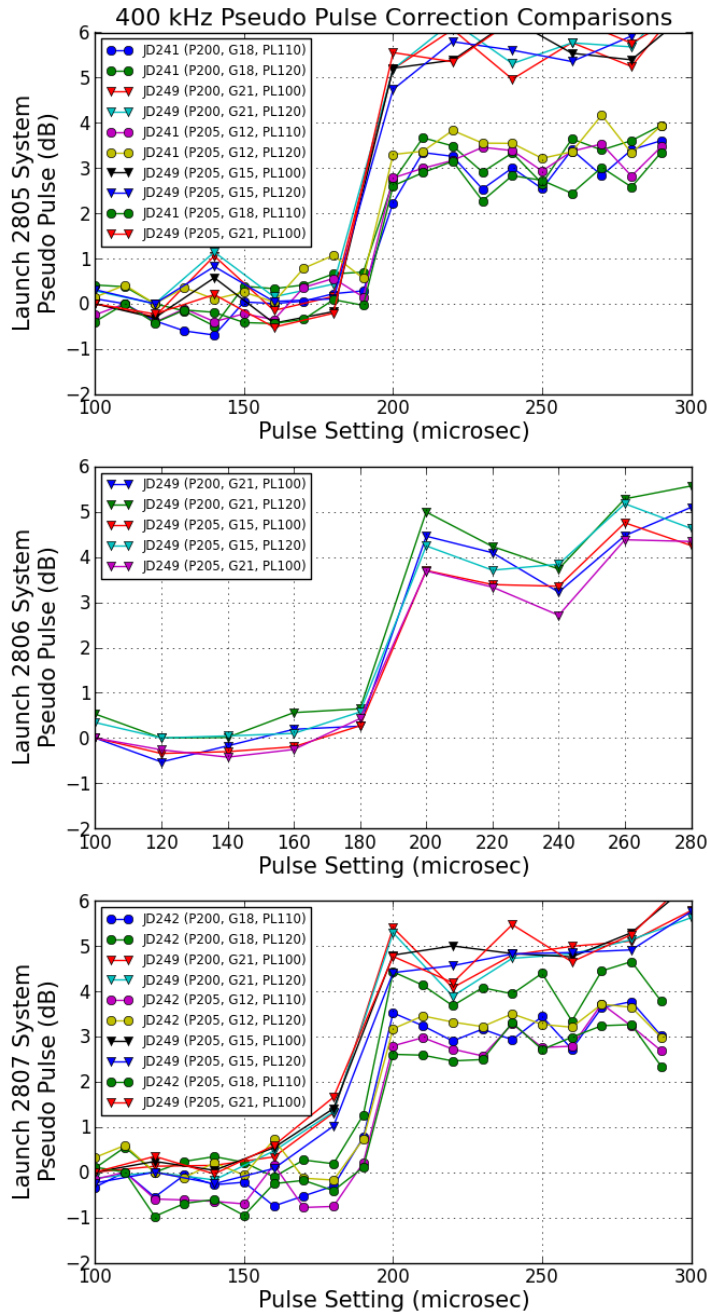 400 kHz Pseudo Pulse Correction Comparisons
Launch 2805 System
Pseudo Pulse (dB)
6
5
4
3
2
1
0
−1
−2
JD241 (P200, G18, PL110)
JD241 (P200, G18, PL120)
JD249 (P200, G21, PL100)
JD249 (P200, G21, PL120)
JD241 (P205, G12, PL110)
JD241 (P205, G12, PL120)
JD249 (P205, G15, PL100)
JD249 (P205, G15, PL120)
JD241 (P205, G18, PL110)
JD249 (P205, G21, PL100)
100 150 200 250 300
Pulse Setting (microsec)
Launch 2806 System
Pseudo Pulse (dB)
6
5
4
3
2
1
0
−1
−2
JD249 (P200, G21, PL100)
JD249 (P200, G21, PL120)
JD249 (P205, G15, PL100)
JD249 (P205, G15, PL120)
JD249 (P205, G21, PL100)
100 120 140 160 180 200 220 240 260 280
Pulse Setting (microsec)
Launch 2807 System
Pseudo Pulse (dB)
6
5
4
3
2
1
0
−1
−2
JD242 (P200, G18, PL110)
JD242 (P200, G18, PL120)
JD249 (P200, G21, PL100)
JD249 (P200, G21, PL120)
JD242 (P205, G12, PL110)
JD242 (P205, G12, PL120)
JD249 (P205, G15, PL100)
JD249 (P205, G15, PL120)
JD242 (P205, G18, PL110)
JD249 (P205, G21, PL100)
100 150 200 250 300
Pulse Setting (microsec)